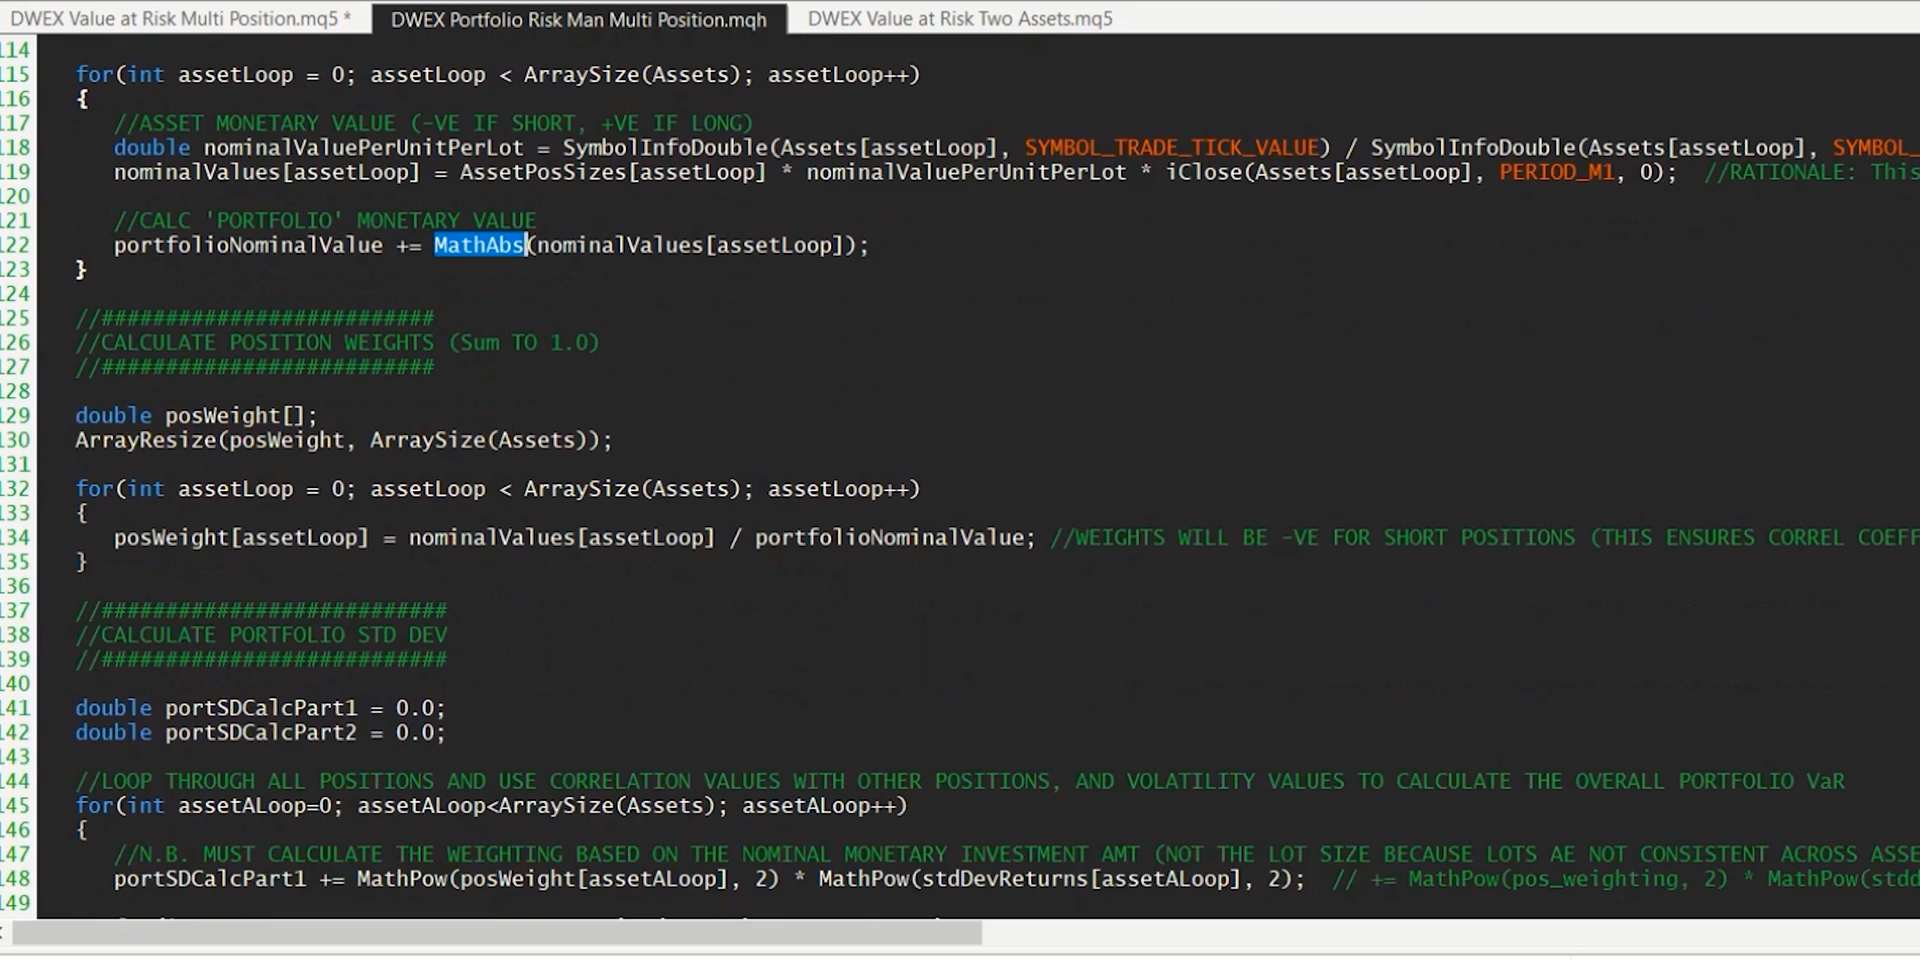 DWEX Value at Risk Multi Position.mq5 * DWEX Portfolio Risk Man Multi Position.mqh DWEX Value at Risk Two Assets.mq5
114
115 for(int assetLoop = 0; assetLoop < ArraySize(Assets); assetLoop++)
116 {
117 //ASSET MONETARY VALUE (-VE IF SHORT, +VE IF LONG)
118 double nominalValuePerUnitPerLot = SymbolInfoDouble(Assets[assetLoop], SYMBOL_TRADE_TICK_VALUE) / SymbolInfoDouble(Assets[assetLoop], SYMBOL_
119 nominalValues[assetLoop] = AssetPosSizes[assetLoop] * nominalValuePerUnitPerLot * iClose(Assets[assetLoop], PERIOD_M1, 0); //RATIONALE: This
120
121 //CALC 'PORTFOLIO' MONETARY VALUE
122 portfolioNominalValue += MathAbs(nominalValues[assetLoop]);
123 }
124
125 //##########################
126 //CALCULATE POSITION WEIGHTS (Sum TO 1.0)
127 //##########################
128
129 double posWeight[];
130 ArrayResize(posWeight, ArraySize(Assets));
131
132 for(int assetLoop = 0; assetLoop < ArraySize(Assets); assetLoop++)
133 {
134 posWeight[assetLoop] = nominalValues[assetLoop] / portfolioNominalValue; //WEIGHTS WILL BE -VE FOR SHORT POSITIONS (THIS ENSURES CORREL COEFF
135 }
136
137 //###########################
138 //CALCULATE PORTFOLIO STD DEV
139 //###########################
140
141 double portSDCalcPart1 = 0.0;
142 double portSDCalcPart2 = 0.0;
143
144 //LOOP THROUGH ALL POSITIONS AND USE CORRELATION VALUES WITH OTHER POSITIONS, AND VOLATILITY VALUES TO CALCULATE THE OVERALL PORTFOLIO VaR
145 for(int assetALoop=0; assetALoop<ArraySize(Assets); assetALoop++)
146 {
147 //N.B. MUST CALCULATE THE WEIGHTING BASED ON THE NOMINAL MONETARY INVESTMENT AMT (NOT THE LOT SIZE BECAUSE LOTS AE NOT CONSISTENT ACROSS ASSE
148 portSDCalcPart1 += MathPow(posWeight[assetALoop], 2) * MathPow(stdDevReturns[assetALoop], 2); // += MathPow(pos_weighting, 2) * MathPow(stdd
149